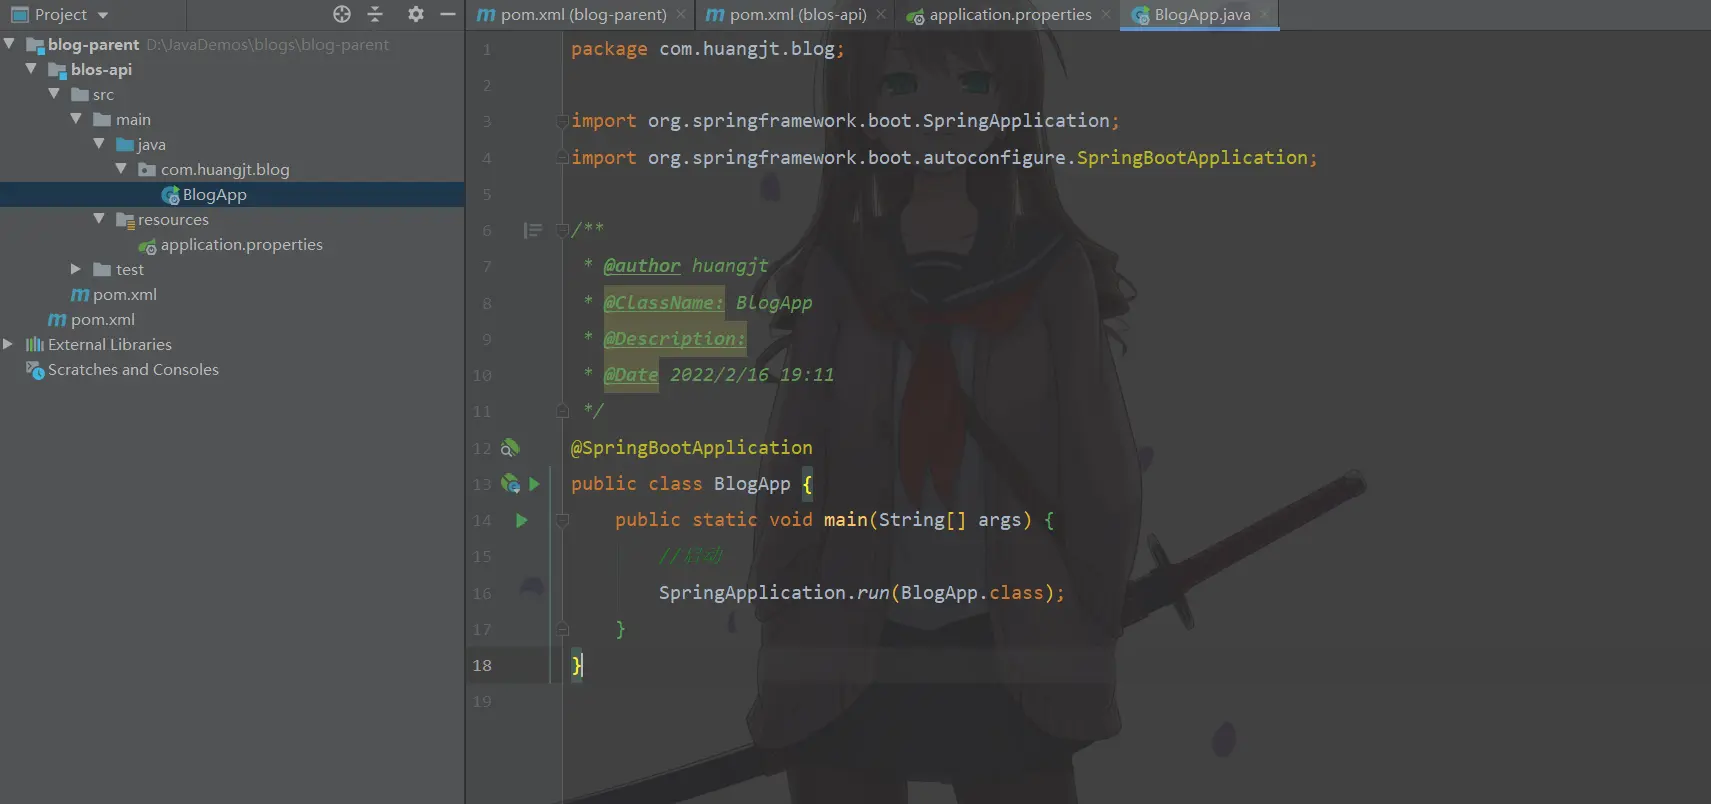 Project
pom.xml (blog-parent)
pom.xml (blos-api)
application.properties
BlogApp.java
blog-parent D:\JavaDemos\blogs\blog-parent
blos-api
src
main
java
com.huangjt.blog
BlogApp
resources
application.properties
test
pom.xml
pom.xml
External Libraries
Scratches and Consoles
1 package com.huangjt.blog;
2
3 import org.springframework.boot.SpringApplication;
4 import org.springframework.boot.autoconfigure.SpringBootApplication;
5
6 /**
7 * @author huangjt
8 * @ClassName: BlogApp
9 * @Description:
10 * @Date 2022/2/16 19:11
11 */
12 @SpringBootApplication
13 public class BlogApp {
14 public static void main(String[] args) {
15 //启动
16 SpringApplication.run(BlogApp.class);
17 }
18 }
19